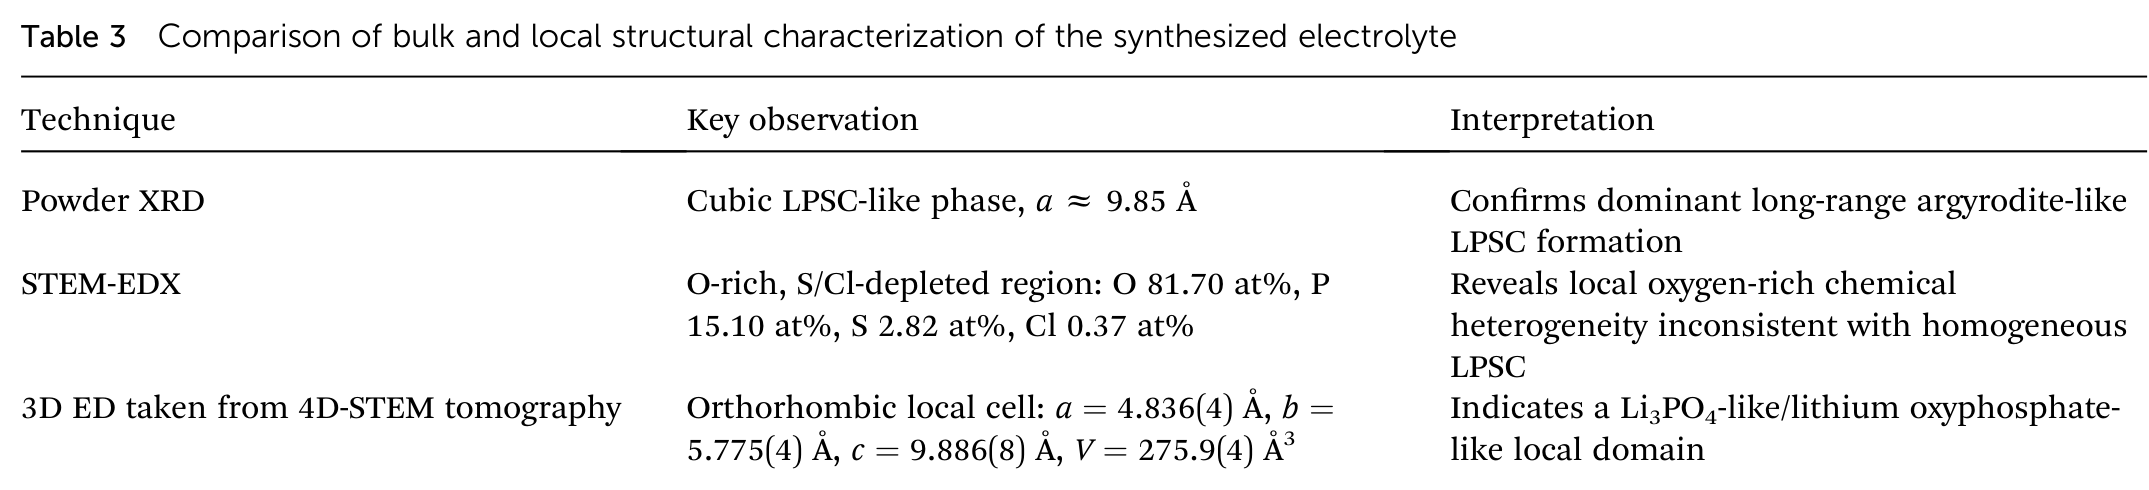 Table 3 Comparison of bulk and local structural characterization of the synthesized electrolyte
Technique Key observation Interpretation
Powder XRD Cubic LPSC-like phase, a ≈ 9.85 Å Confirms dominant long-range argyrodite-like
LPSC formation
STEM-EDX O-rich, S/Cl-depleted region: O 81.70 at%, P Reveals local oxygen-rich chemical
15.10 at%, S 2.82 at%, Cl 0.37 at% heterogeneity inconsistent with homogeneous
LPSC
3D ED taken from 4D-STEM tomography Orthorhombic local cell: a = 4.836(4) Å, b = Indicates a Li₃PO₄-like/lithium oxyphosphate-
5.775(4) Å, c = 9.886(8) Å, V = 275.9(4) Å³ like local domain